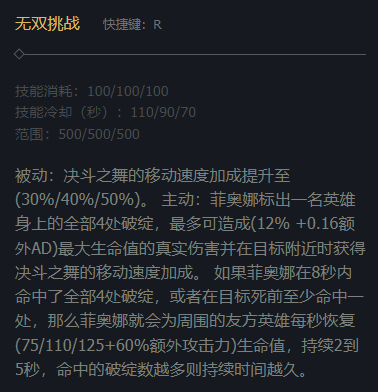 无双挑战 快捷键：R
技能消耗：100/100/100
技能冷却（秒）：110/90/70
范围：500/500/500
被动：决斗之舞的移动速度加成提升至
(30%/40%/50%)。 主动：菲奥娜标出一名英雄
身上的全部4处破绽，最多可造成(12% +0.16额
外AD)最大生命值的真实伤害并在目标附近时获得
决斗之舞的移动速度加成。 如果菲奥娜在8秒内
命中了全部4处破绽，或者在目标死前至少命中一
处，那么菲奥娜就会为周围的友方英雄每秒恢复
(75/110/125+60%额外攻击力)生命值，持续2到
5秒，命中的破绽数越多则持续时间越久。